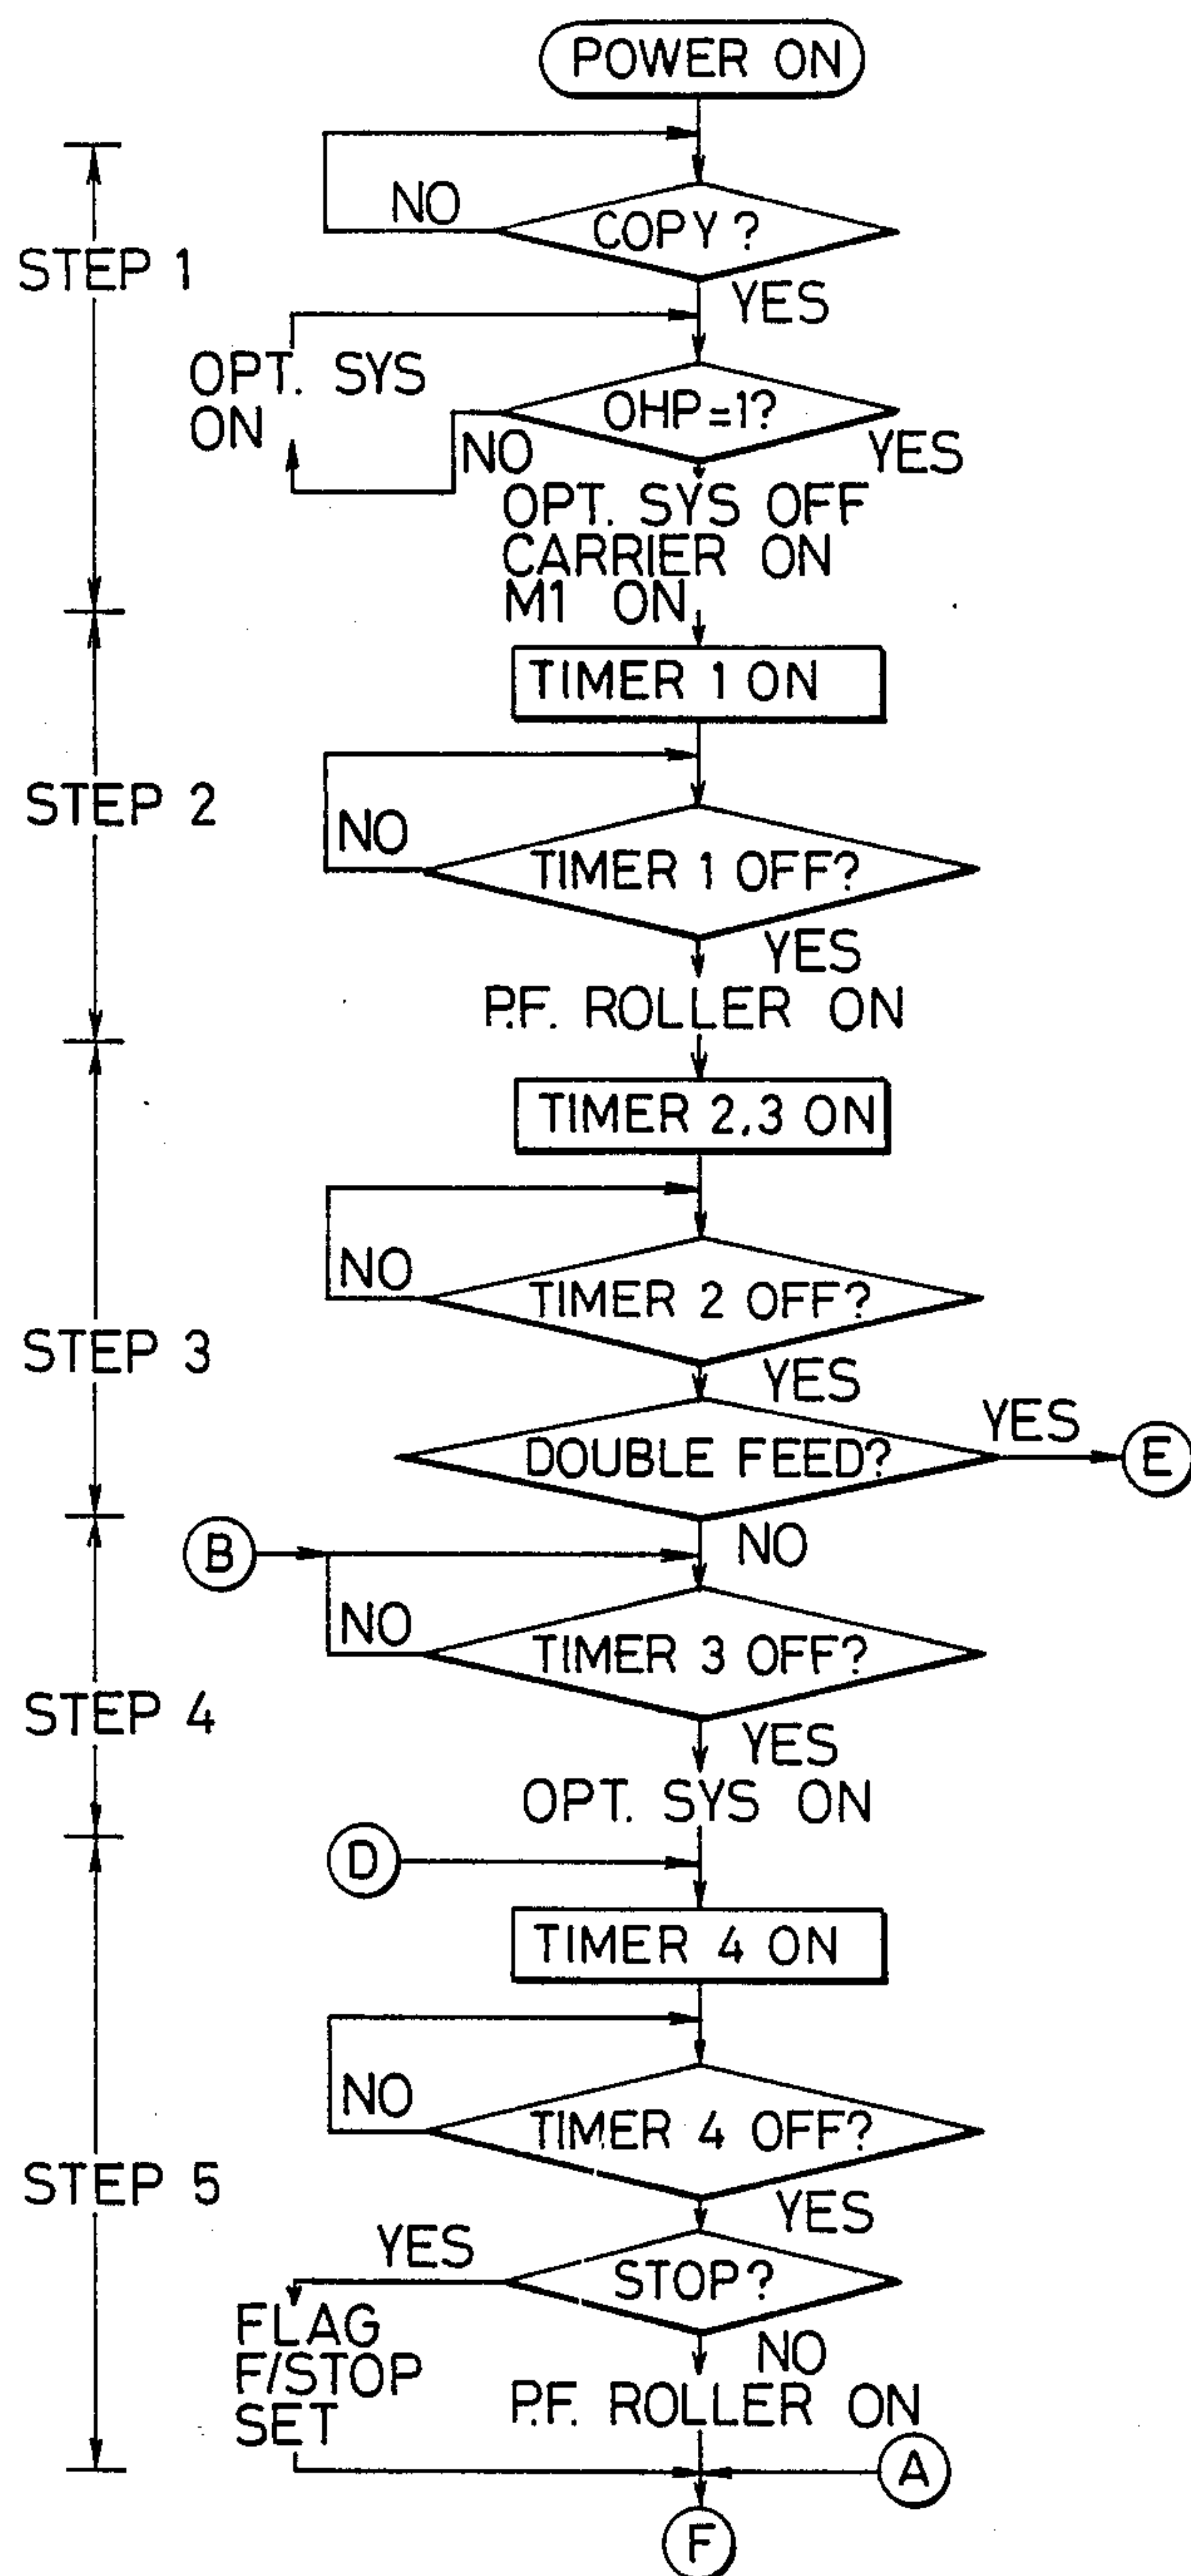 POWER ON
NO
COPY?
STEP 1
YES
OPT. SYS
ON
OHP=1?
NO
YES
OPT. SYS OFF
CARRIER ON
M1 ON
TIMER 1 ON
STEP 2
NO
TIMER 1 OFF?
YES
P.F. ROLLER ON
TIMER 2,3 ON
NO
TIMER 2 OFF?
STEP 3
YES
YES
DOUBLE FEED?
E
B
NO
NO
TIMER 3 OFF?
STEP 4
YES
OPT. SYS ON
D
TIMER 4 ON
NO
TIMER 4 OFF?
STEP 5
YES
YES
STOP?
FLAG
F/STOP
SET
NO
P.F. ROLLER ON
A
F